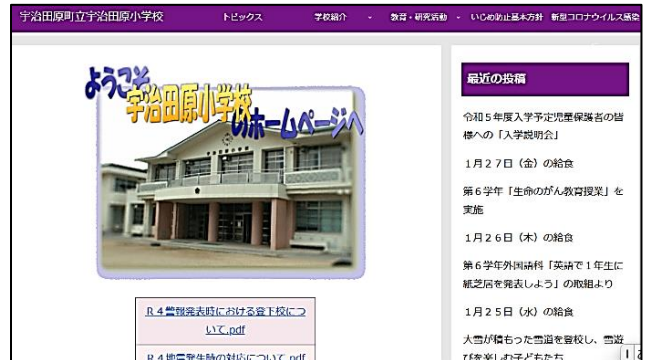 宇治田原町立宇治田原小学校
トピックス
学校紹介
教育・研究活動
いじめ防止基本方針
新型コロナウイルス感染
ようこそ
宇治田原小学校
のホームページへ
R４警報発表時における登下校につ
いて.pdf
R４地震発生時の対応について.pdf
最近の投稿
令和５年度入学予定児童保護者の皆
様への「入学説明会」
１月２７日（金）の給食
第６学年「生命のがん教育授業」を
実施
１月２６日（木）の給食
第６学年外国語科「英語で１年生に
紙芝居を発表しよう」の取組より
１月２５日（水）の給食
大雪が積もった雪道を登校し、雪遊
びを楽しむ子どもたち